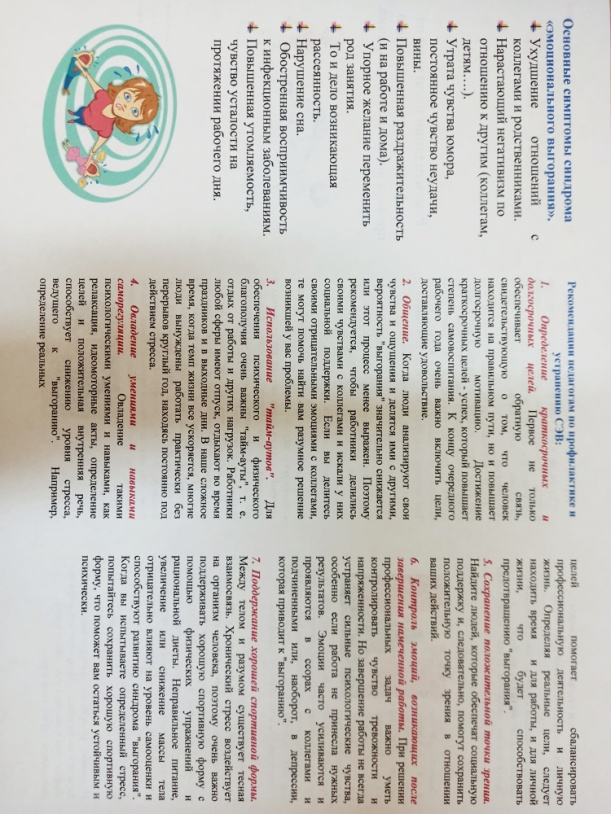 Основные симптомы синдрома
«эмоционального выгорания».
Ухудшение отношений с
коллегами и родственниками.
Нарастающий негативизм по
отношению к другим (коллегам,
детям….).
Утрата чувства юмора,
постоянное чувство неудачи,
вины.
Повышенная раздражительность
(и на работе и дома).
Упорное желание переменить
род занятия.
То и дело возникающая
рассеянность.
Нарушение сна.
Обостренная восприимчивость
к инфекционным заболеваниям.
Повышенная утомляемость,
чувство усталости на
протяжении рабочего дня.
Рекомендации педагогам по профилактике и
устранению СЭВ:
1. Определение краткосрочных и
долгосрочных целей. Первое не только
обеспечивает обратную связь,
свидетельствующую о том, что человек
находится на правильном пути, но и повышает
долгосрочную мотивацию. Достижение
краткосрочных целей - успех, который повышает
степень самовоспитания. К концу очередного
рабочего года очень важно включить цели,
доставляющие удовольствие.
2. Общение. Когда люди анализируют свои
чувства и ощущения и делятся ими с другими,
вероятность "выгорания" значительно снижается
или этот процесс менее выражен. Поэтому
рекомендуется, чтобы работники делились
своими чувствами с коллегами и искали у них
социальной поддержки. Если вы делитесь
своими отрицательными эмоциями с коллегами,
те могут помочь найти вам разумное решение
возникшей у вас проблемы.
3. Использование "тайм-аутов". Для
обеспечения психического и физического
благополучия очень важны "тайм-ауты", т. е.
отдых от работы и других нагрузок. Работники
любой сферы имеют отпуск, отдыхают во время
праздников и в выходные дни. В наше сложное
время, когда темп жизни все ускоряется, многие
люди вынуждены работать практически без
перерывов круглый год, находясь постоянно под
действием стресса.
4. Овладение умениями и навыками
саморегуляции. Овладение такими
психологическими умениями и навыками, как
релаксация, идеомоторные акты, определение
целей и положительная внутренняя речь,
способствует снижению уровня стресса,
ведущего к "выгоранию". Например,
определение реальных
целей помогает сбалансировать
профессиональную деятельность и личную
жизнь. Определяя реальные цели, следует
находить время и для работы, и для личной
жизни, что будет способствовать
предотвращению "выгорания".
5. Сохранение положительной точки зрения.
Найдите людей, которые обеспечат социальную
поддержку и, следовательно, помогут сохранить
положительную точку зрения в отношении
ваших действий.
6. Контроль эмоций, возникающих после
завершения намеченной работы. При решении
профессиональных задач важно уметь
контролировать чувство тревожности и
напряженности. Но завершение работы не всегда
устраняет сильные психологические чувства,
особенно если работа не принесла нужных
результатов. Эмоции часто усиливаются и
проявляются в ссорах с коллегами и
подчиненными или, наоборот, в депрессии,
которая приводит к "выгоранию".
7. Поддержание хорошей спортивной формы.
Между телом и разумом существует тесная
взаимосвязь. Хронический стресс воздействует
на организм человека, поэтому очень важно
поддерживать хорошую спортивную форму с
помощью физических упражнений и
рациональной диеты. Неправильное питание,
увеличение или снижение массы тела
отрицательно влияют на уровень самооценки и
способствуют развитию синдрома "выгорания".
Когда вы испытываете определенный стресс,
попытайтесь сохранить хорошую спортивную
форму, что поможет вам остаться устойчивым и
психически.